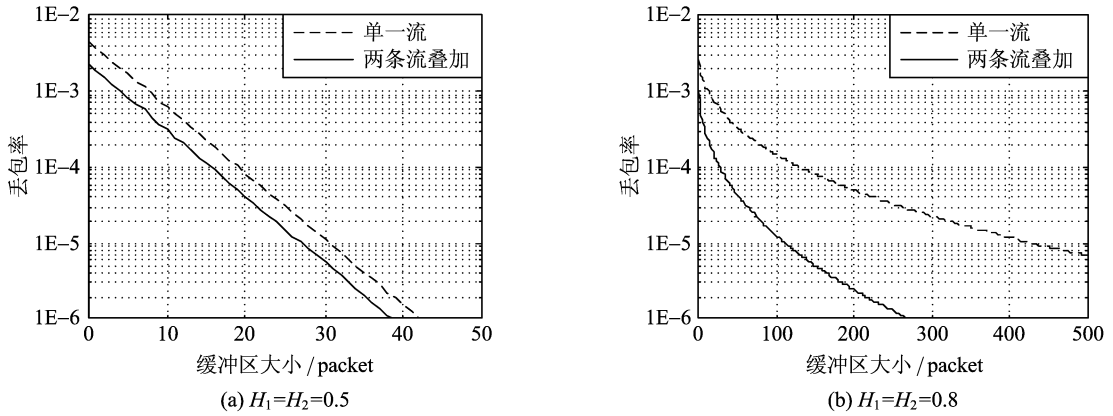 1E–2
1E–3
1E–4
1E–5
1E–6
丢包率
单一流
两条流叠加
0 10 20 30 40 50
缓冲区大小 / packet
(a) H₁=H₂=0.5
1E–2
1E–3
1E–4
1E–5
1E–6
丢包率
单一流
两条流叠加
0 100 200 300 400 500
缓冲区大小 / packet
(b) H₁=H₂=0.8